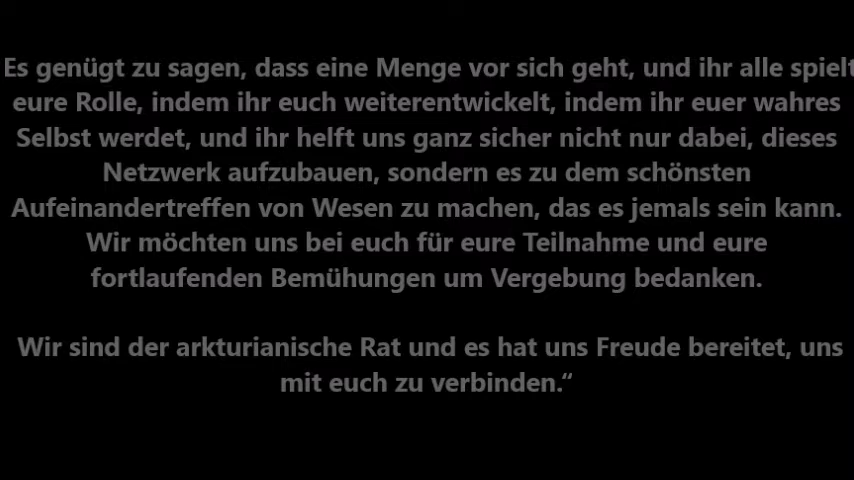 Es genügt zu sagen, dass eine Menge vor sich geht, und ihr alle spielt
eure Rolle, indem ihr euch weiterentwickelt, indem ihr euer wahres
Selbst werdet, und ihr helft uns ganz sicher nicht nur dabei, dieses
Netzwerk aufzubauen, sondern es zu dem schönsten
Aufeinandertreffen von Wesen zu machen, das es jemals sein kann.
Wir möchten uns bei euch für eure Teilnahme und eure
fortlaufenden Bemühungen um Vergebung bedanken.
Wir sind der arkturianische Rat und es hat uns Freude bereitet, uns
mit euch zu verbinden.“